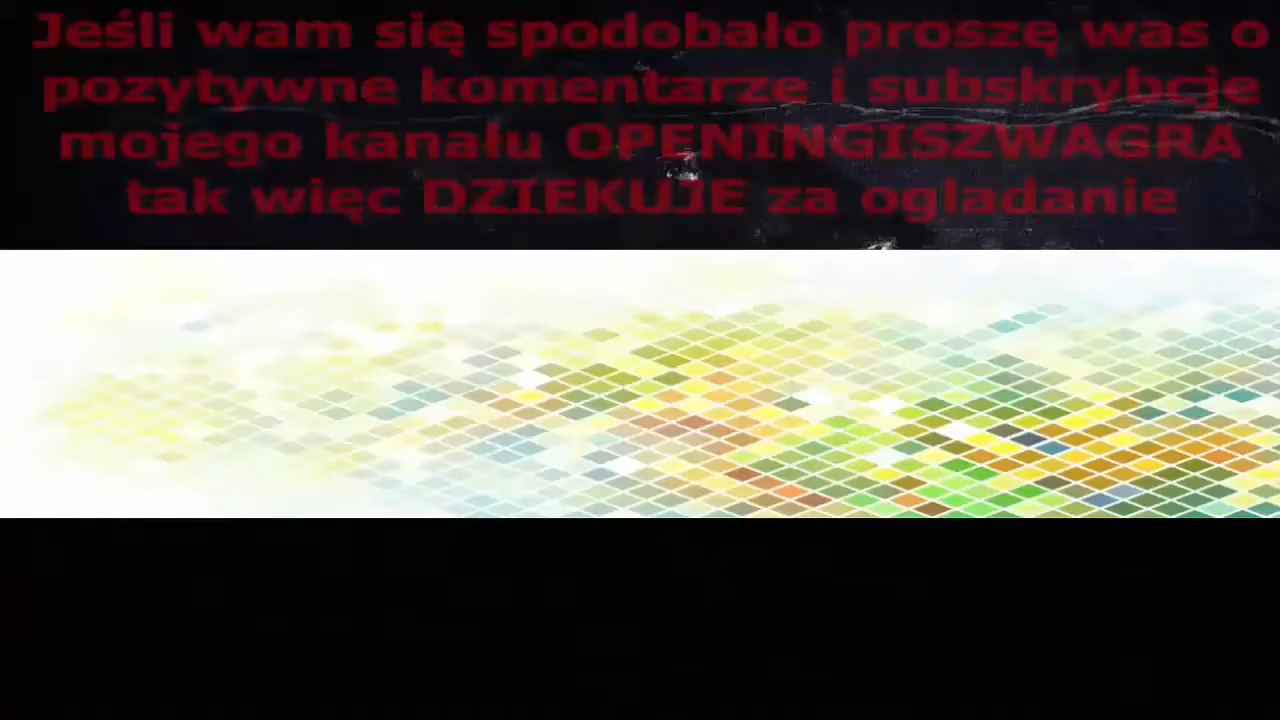 Jeśli wam się spodobało proszę was o
pozytywne komentarze i subskrybcje
mojego kanału OPENINGISZWAGRA
tak więc DZIEKUJE za ogladanie